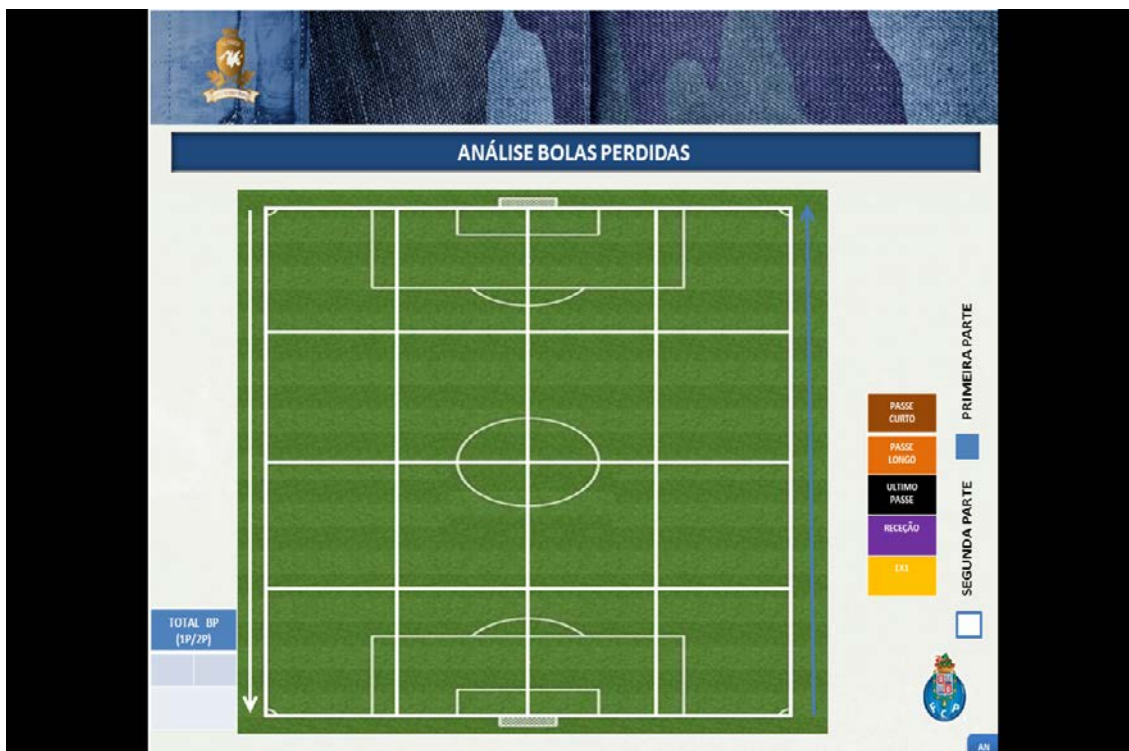 ANÁLISE BOLAS PERDIDAS
PRIMEIRA PARTE
PASSE
CURTO
PASSE
LONGO
ULTIMO
PASSE
RECEÇÃO
1X1
SEGUNDA PARTE
TOTAL BP
(1P/2P)
FCP
AN